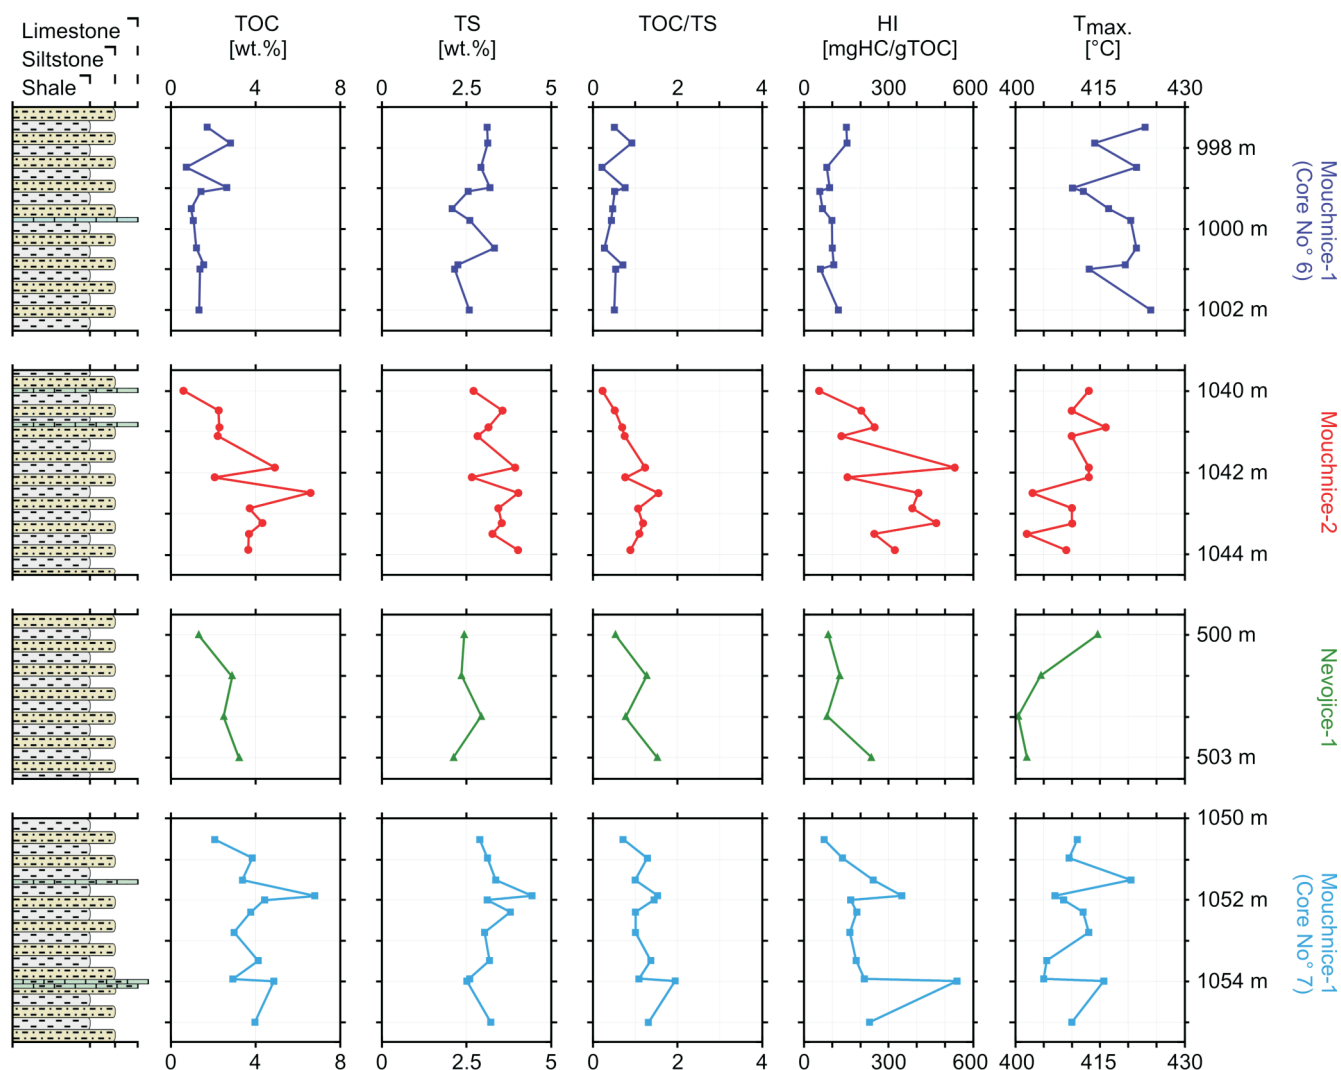 Limestone
Siltstone
Shale
TOC
[wt.%]
TS
[wt.%]
TOC/TS
HI
[mgHC/gTOC]
Tmax.
[°C]
0 4 8
0 2.5 5
0 2 4
0 300 600
400 415 430
998 m
1000 m
1002 m
Mouchnice-1
(Core No° 6)
1040 m
1042 m
1044 m
Mouchnice-2
500 m
503 m
Nevojice-1
1050 m
1052 m
1054 m
Mouchnice-1
(Core No° 7)
0 4 8
0 2.5 5
0 2 4
0 300 600
400 415 430